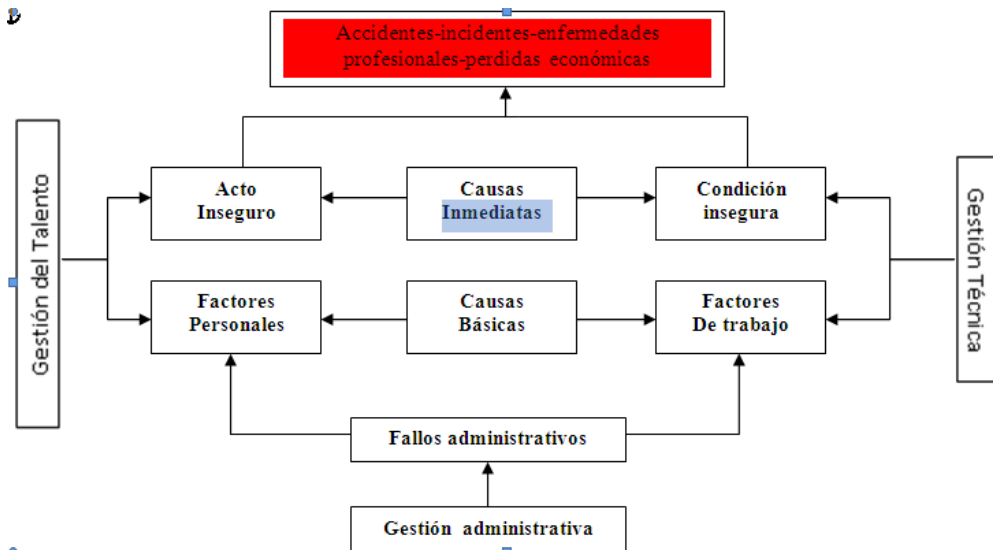 Accidentes-incidentes-enfermedades
profesionales-perdidas económicas
Gestión del Talento
Acto
Inseguro
Causas
Inmediatas
Condición
insegura
Gestión Técnica
Factores
Personales
Causas
Básicas
Factores
De trabajo
Fallos administrativos
Gestión administrativa